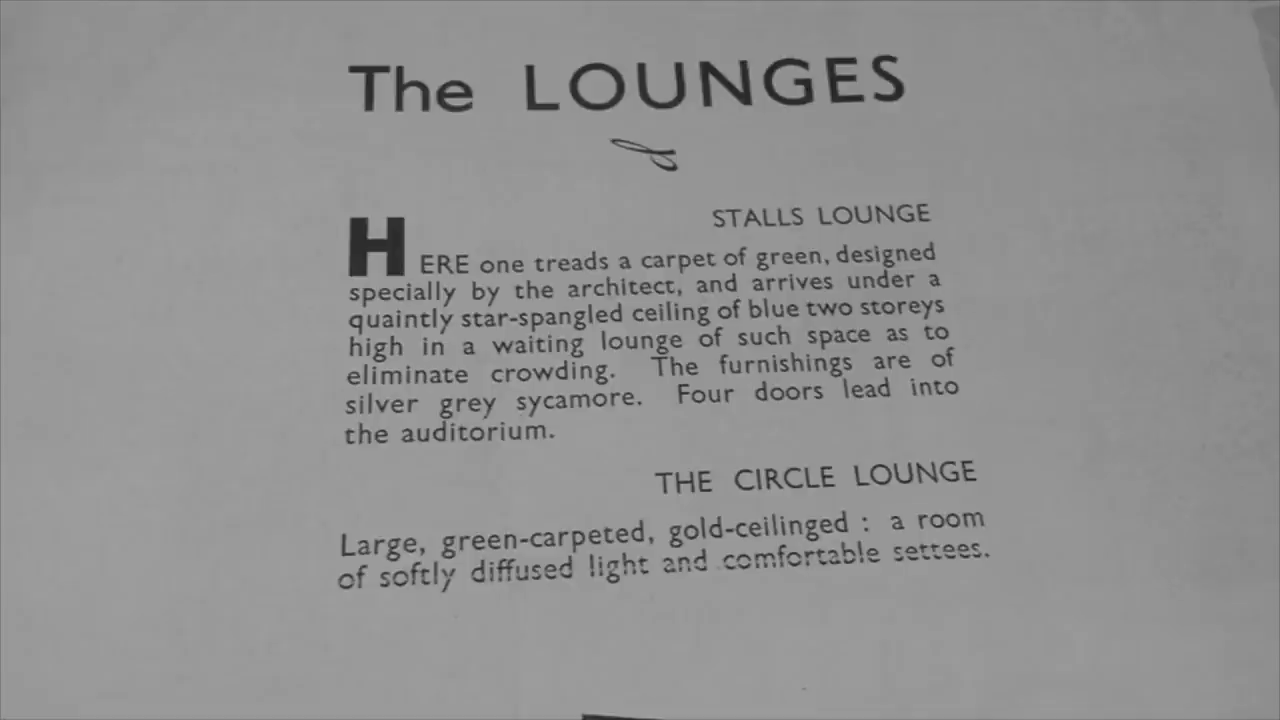 The LOUNGES
STALLS LOUNGE
HERE one treads a carpet of green, designed
specially by the architect, and arrives under a
quaintly star-spangled ceiling of blue two storeys
high in a waiting lounge of such space as to
eliminate crowding. The furnishings are of
silver grey sycamore. Four doors lead into
the auditorium.
THE CIRCLE LOUNGE
Large, green-carpeted, gold-ceilinged : a room
of softly diffused light and comfortable settees.